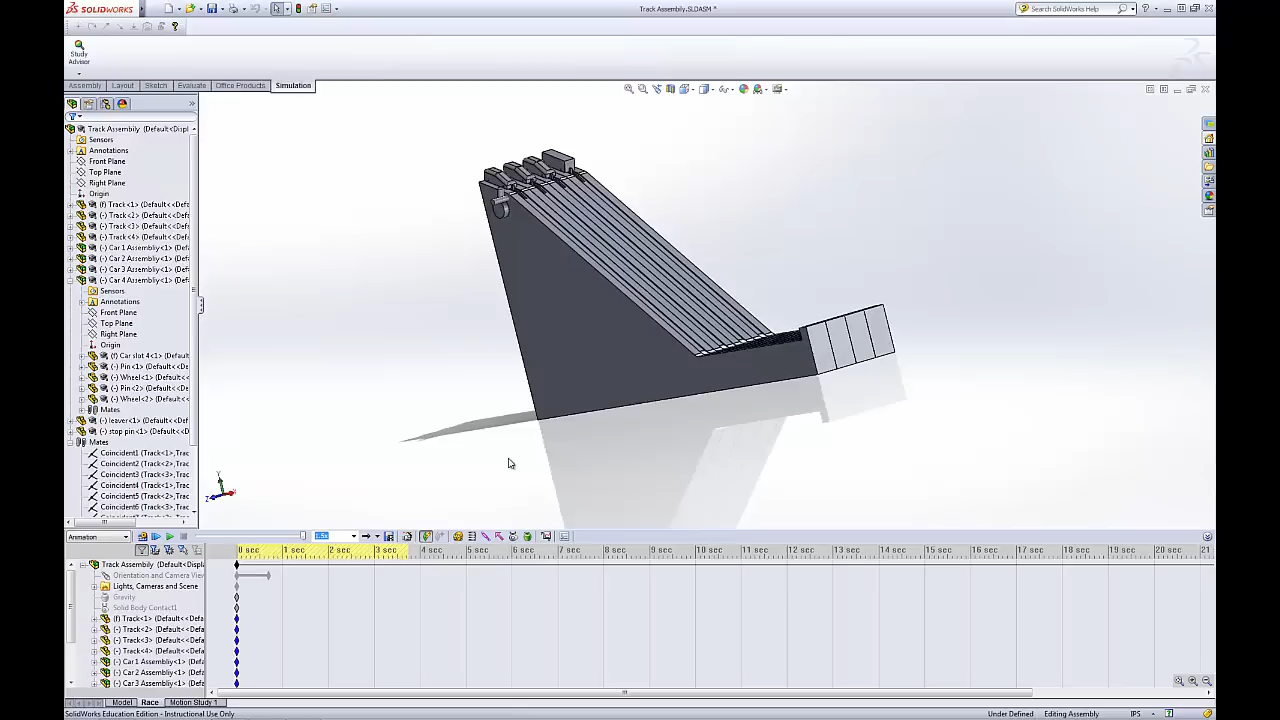 SOLIDWORKS
Track Assembly.SLDASM *
Search SolidWorks Help
Study
Advisor
Assembly
Layout
Sketch
Evaluate
Office Products
Simulation
Track Assembly (Default<Displ
Sensors
Annotations
Front Plane
Top Plane
Right Plane
Origin
(f) Track<1> (Default<<Def
(-) Track<2> (Default<<Def
(-) Track<3> (Default<<Def
(-) Track<4> (Default<<Def
(-) Car 1 Assembly<1> (Def
(-) Car 2 Assembly<1> (Def
(-) Car 3 Assembly<1> (Def
(-) Car 4 Assembly<1> (Def
Sensors
Annotations
Front Plane
Top Plane
Right Plane
Origin
(f) Car slot 4<1> (Def
(-) Pin<1> (Default<<
(-) Wheel<1> (Default
(-) Pin<2> (Default<<
(-) Wheel<2> (Default
Mates
(-) leaver<1> (Default<<De
(-) stop pin<1> (Default<<
Mates
Coincident1 (Track<1>,Trac
Coincident2 (Track<2>,Trac
Coincident3 (Track<3>,Trac
Coincident4 (Track<1>,Trac
Coincident5 (Track<2>,Trac
Coincident6 (Track<3>,Trac
Y
Z
Animation
0 sec
1 sec
2 sec
3 sec
4 sec
5 sec
6 sec
7 sec
8 sec
9 sec
10 sec
11 sec
12 sec
13 sec
14 sec
15 sec
16 sec
17 sec
18 sec
19 sec
20 sec
21
Track Assembly (Default<Displ
Orientation and Camera View
Lights, Cameras and Scene
Gravity
Solid Body Contact1
(f) Track<1> (Default<<Defa
(-) Track<2> (Default<<Defa
(-) Track<3> (Default<<Defa
(-) Track<4> (Default<<Defa
(-) Car 1 Assembly<1> (Defa
(-) Car 2 Assembly<1> (Defa
(-) Car 3 Assembly<1> (Defa
Model
Race
Motion Study 1
SolidWorks Education Edition - Instructional Use Only
Under Defined
Editing Assembly
IPS